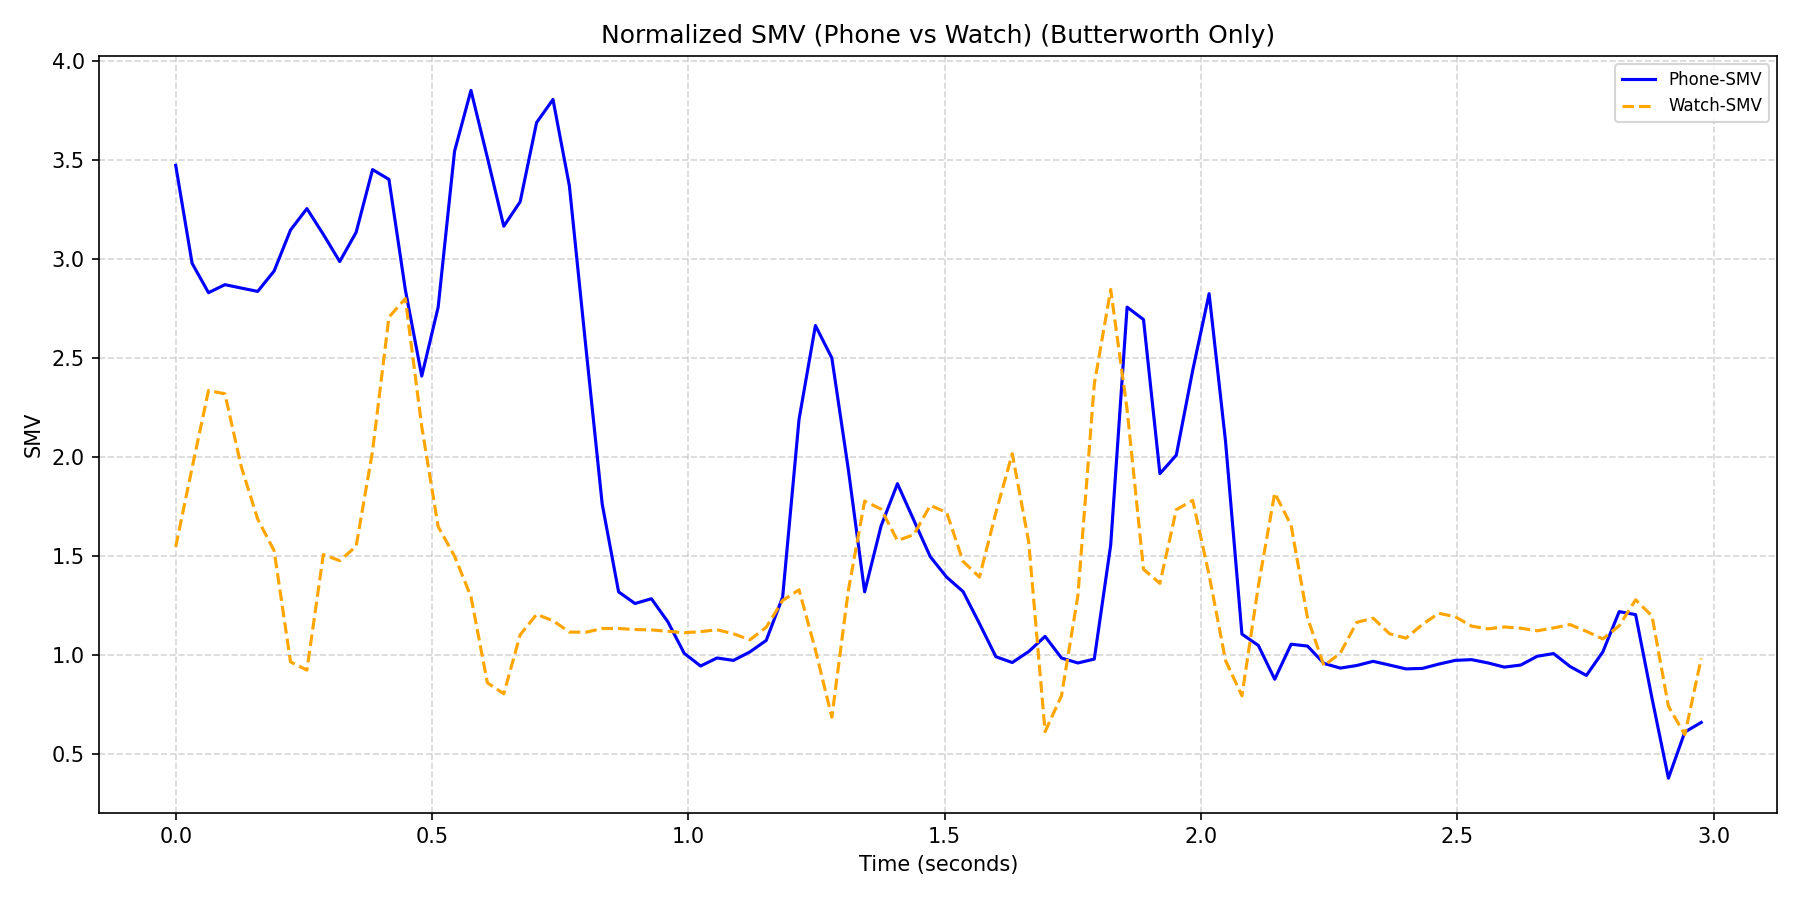 Normalized SMV (Phone vs Watch) (Butterworth Only)
Phone-SMV
Watch-SMV
4.0
3.5
3.0
2.5
2.0
1.5
1.0
0.5
SMV
0.0 0.5 1.0 1.5 2.0 2.5 3.0
Time (seconds)